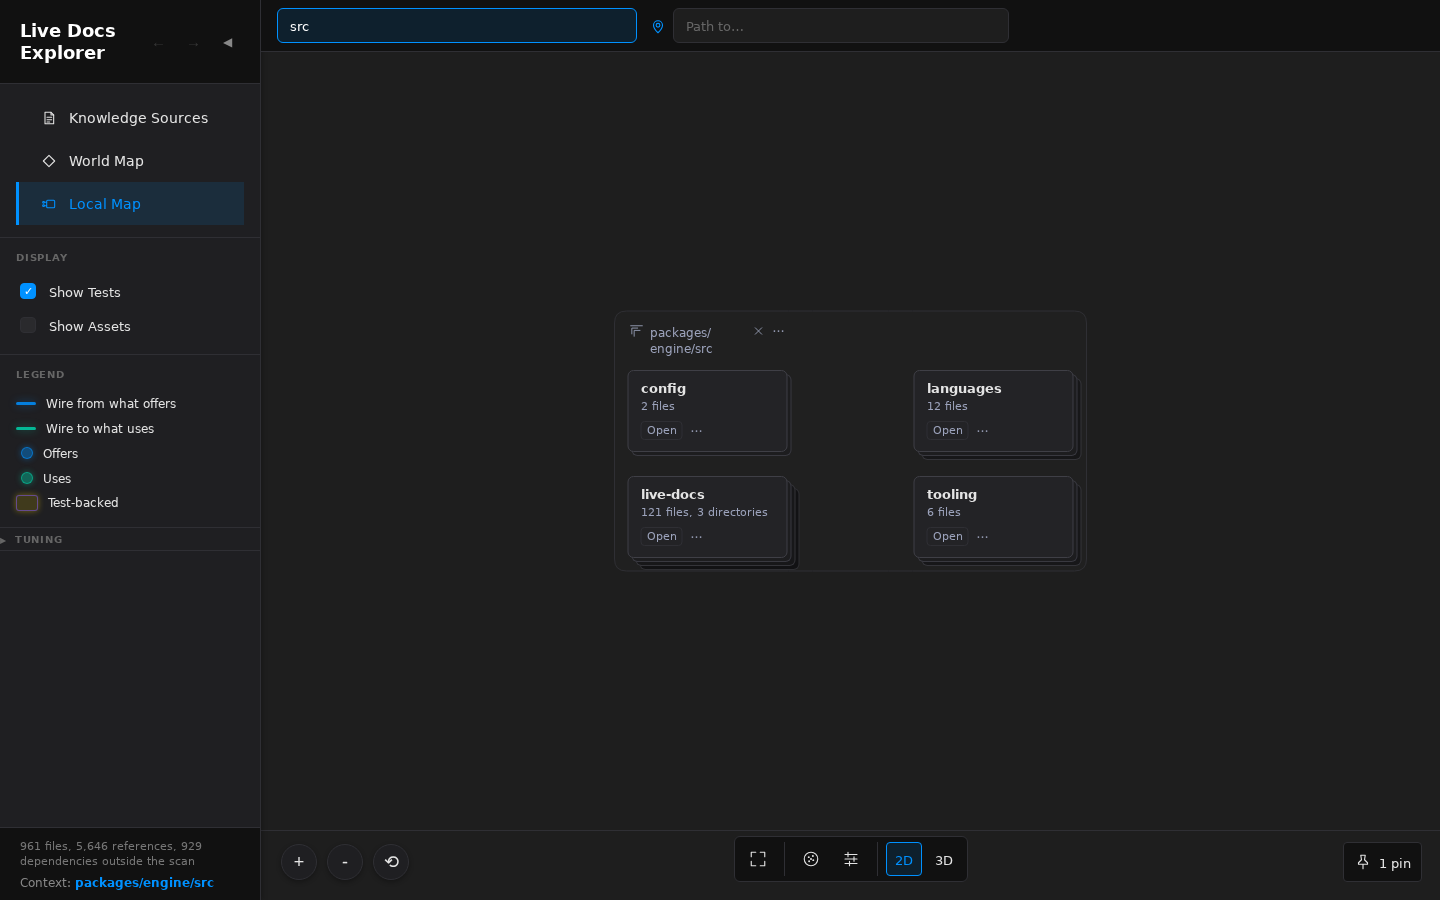 Live Docs
Explorer
Knowledge Sources
World Map
Local Map
DISPLAY
Show Tests
Show Assets
LEGEND
Wire from what offers
Wire to what uses
Offers
Uses
Test-backed
TUNING
961 files, 5,646 references, 929
dependencies outside the scan
Context: packages/engine/src
src
Path to...
packages/
engine/src
config
2 files
Open ...
languages
12 files
Open ...
live-docs
121 files, 3 directories
Open ...
tooling
6 files
Open ...
+ -
2D 3D
1 pin